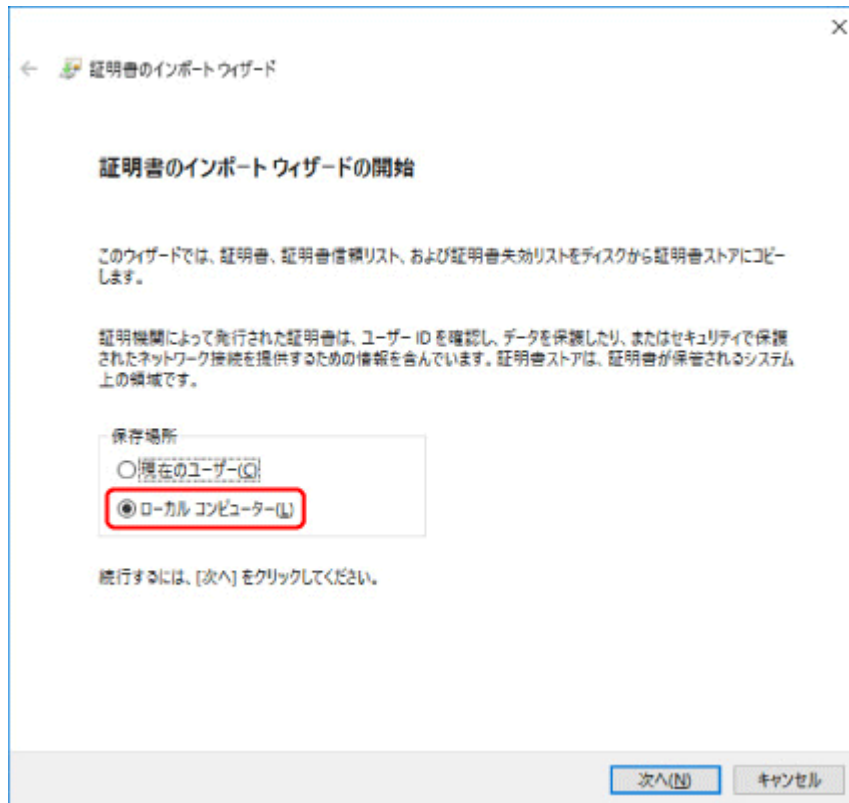 証明書のインポート ウィザード
証明書のインポート ウィザードの開始
このウィザードでは、証明書、証明書信頼リスト、および証明書失効リストをディスクから証明書ストアにコピー
します。
証明機関によって発行された証明書は、ユーザー ID を確認し、データを保護したり、またはセキュリティで保護
されたネットワーク接続を提供するための情報を含んでいます。証明書ストアは、証明書が保管されるシステム
上の領域です。
保存場所
現在のユーザー(C)
ローカル コンピューター(L)
続行するには、[次へ] をクリックしてください。
次へ(N)
キャンセル